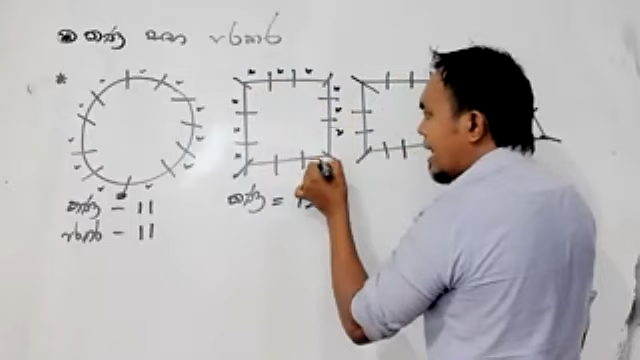 කණු සහ පරතර
කණු - 11
පරතර - 11
කණු =